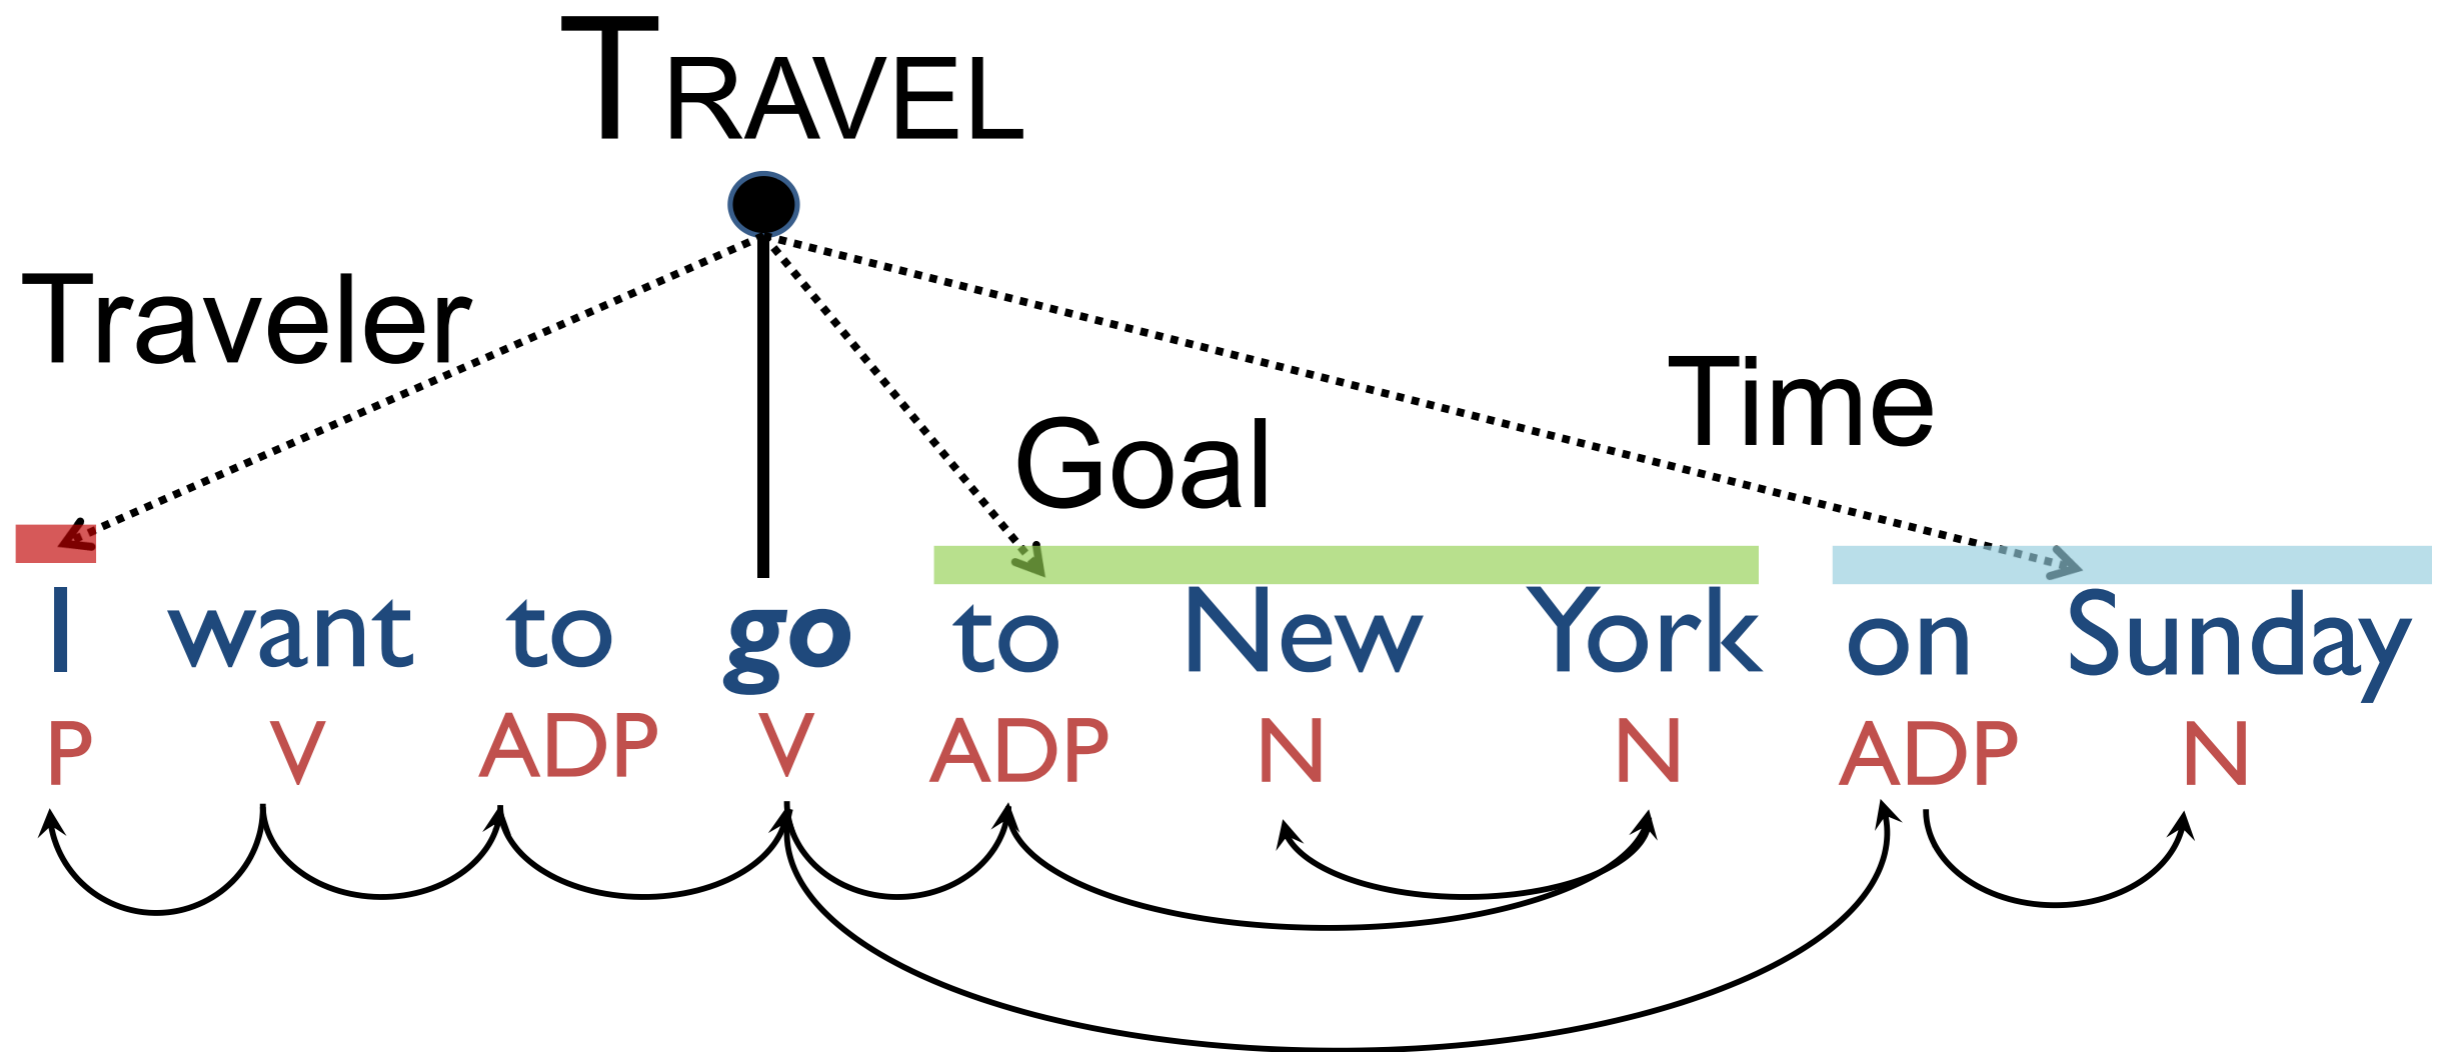 TRAVEL
Traveler
Time
Goal
I want to go to New York on Sunday
P V ADP V ADP N N ADP N